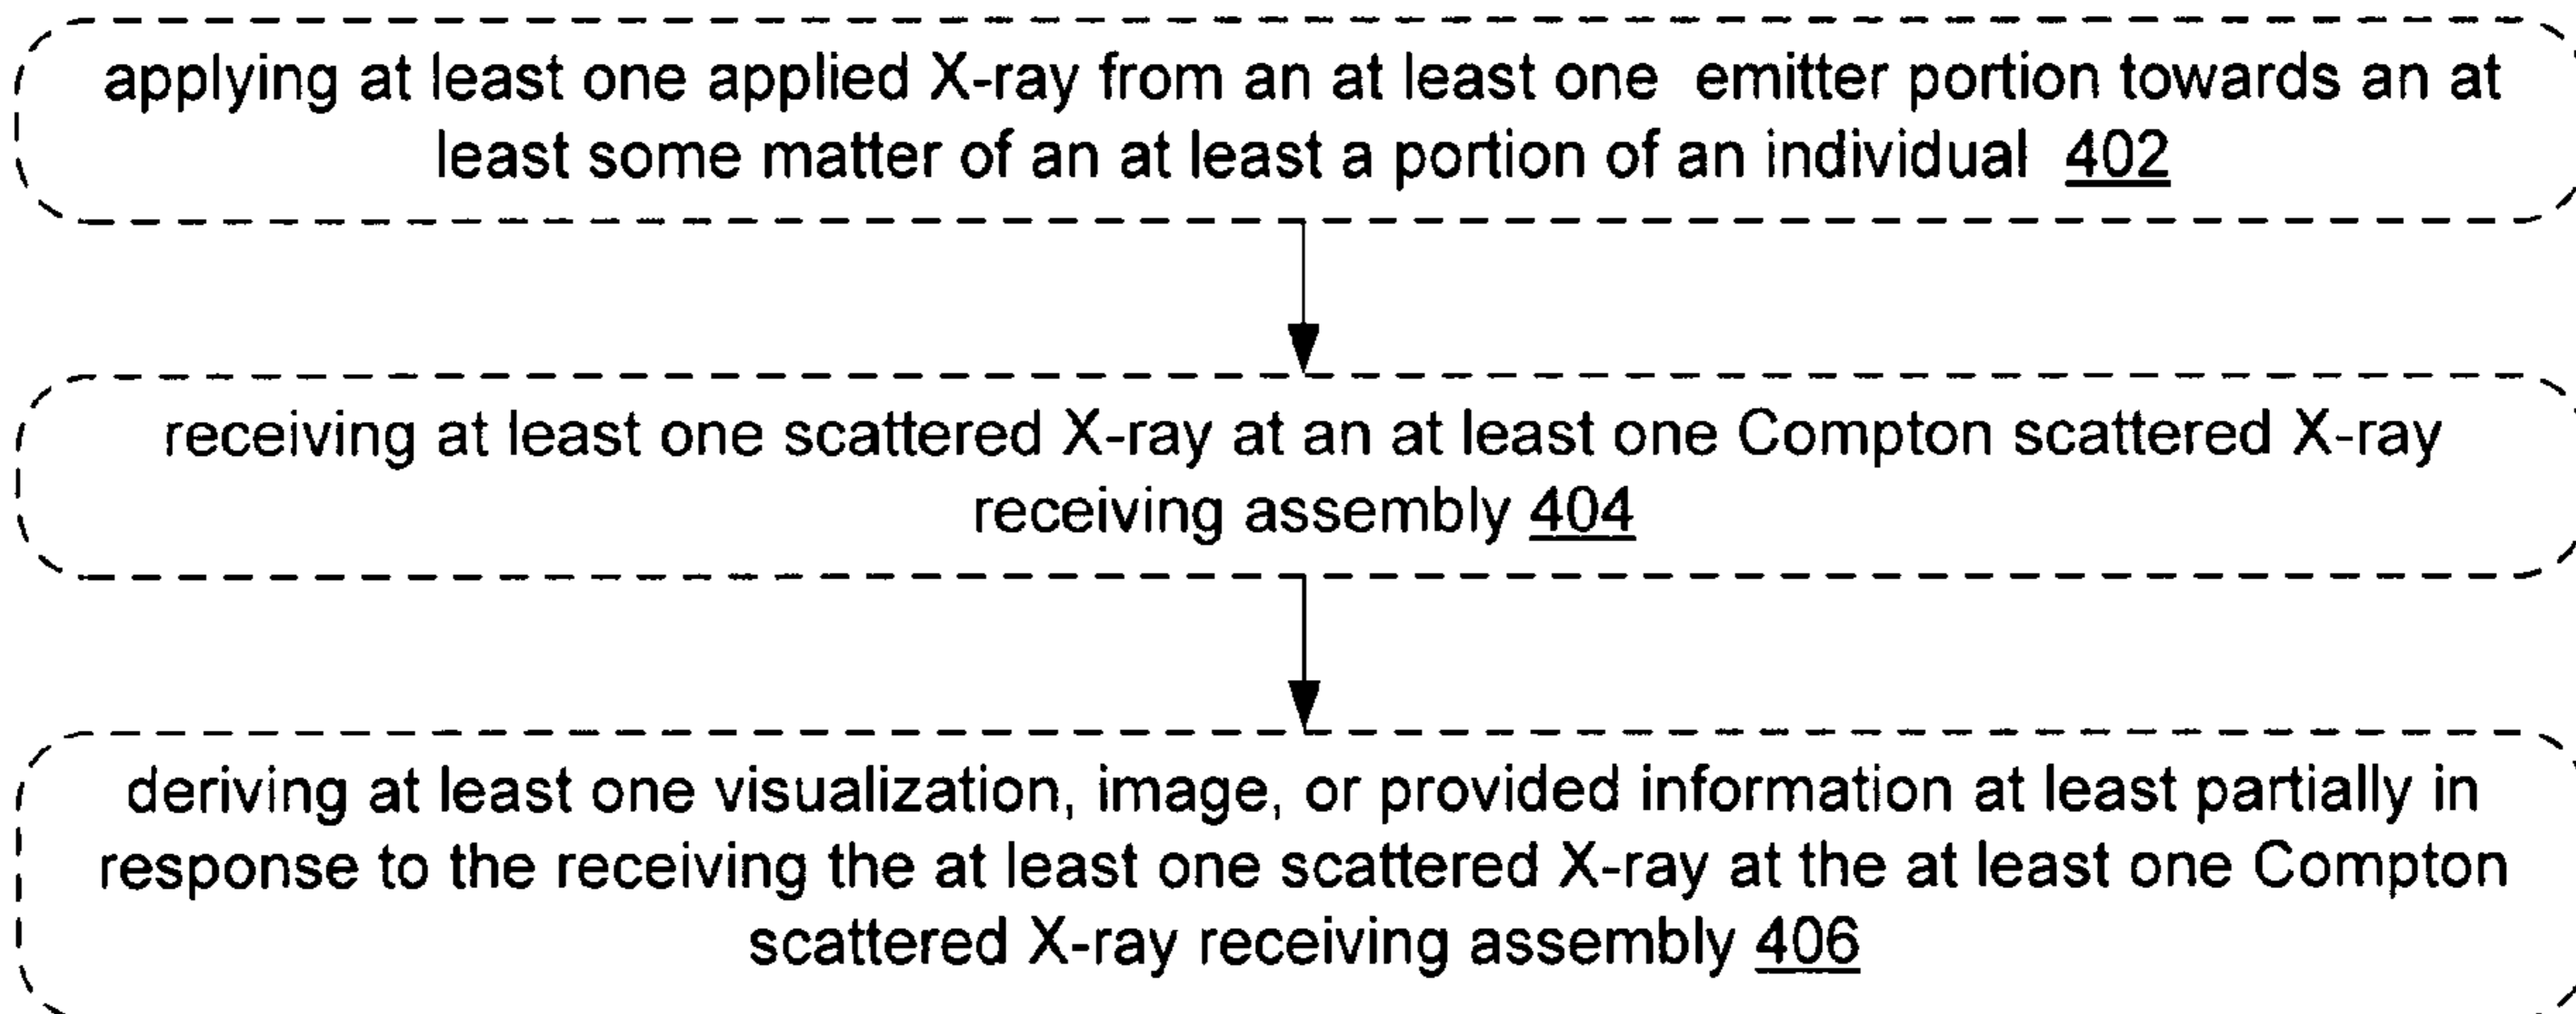 applying at least one applied X-ray from an at least one emitter portion towards an at
least some matter of an at least a portion of an individual 402
receiving at least one scattered X-ray at an at least one Compton scattered X-ray
receiving assembly 404
deriving at least one visualization, image, or provided information at least partially in
response to the receiving the at least one scattered X-ray at the at least one Compton
scattered X-ray receiving assembly 406